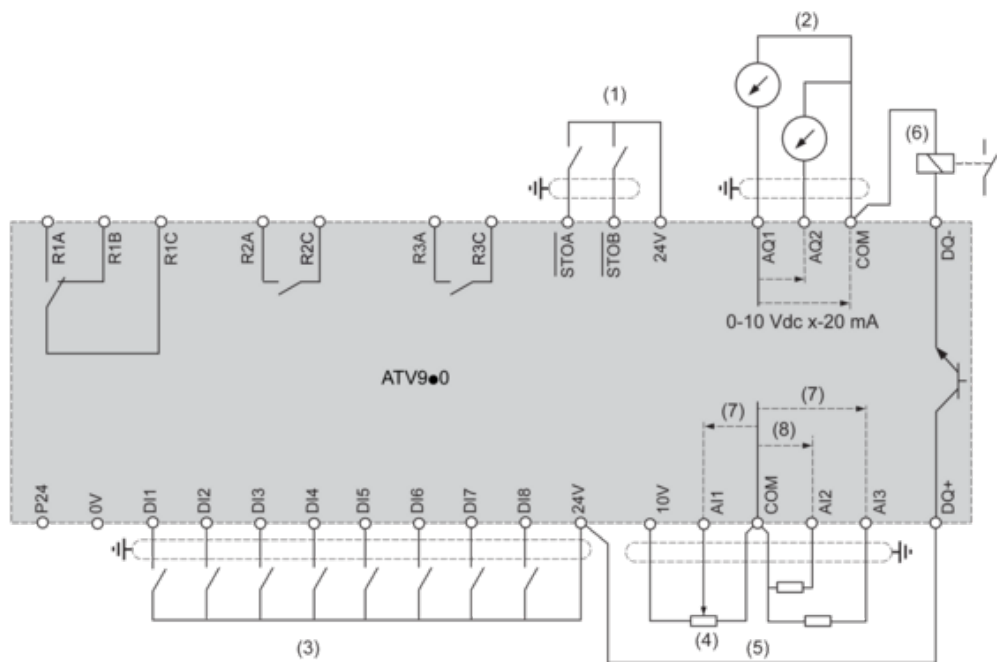 (2)
(1)
(6)
R1A
R1B
R1C
R2A
R2C
R3A
R3C
STOA
STOB
24V
AQ1
AQ2
COM
DQ-
0-10 Vdc x-20 mA
ATV9●0
(7)
(7)
(8)
P24
0V
DI1
DI2
DI3
DI4
DI5
DI6
DI7
DI8
24V
10V
AI1
COM
AI2
AI3
DQ+
(3)
(4)
(5)